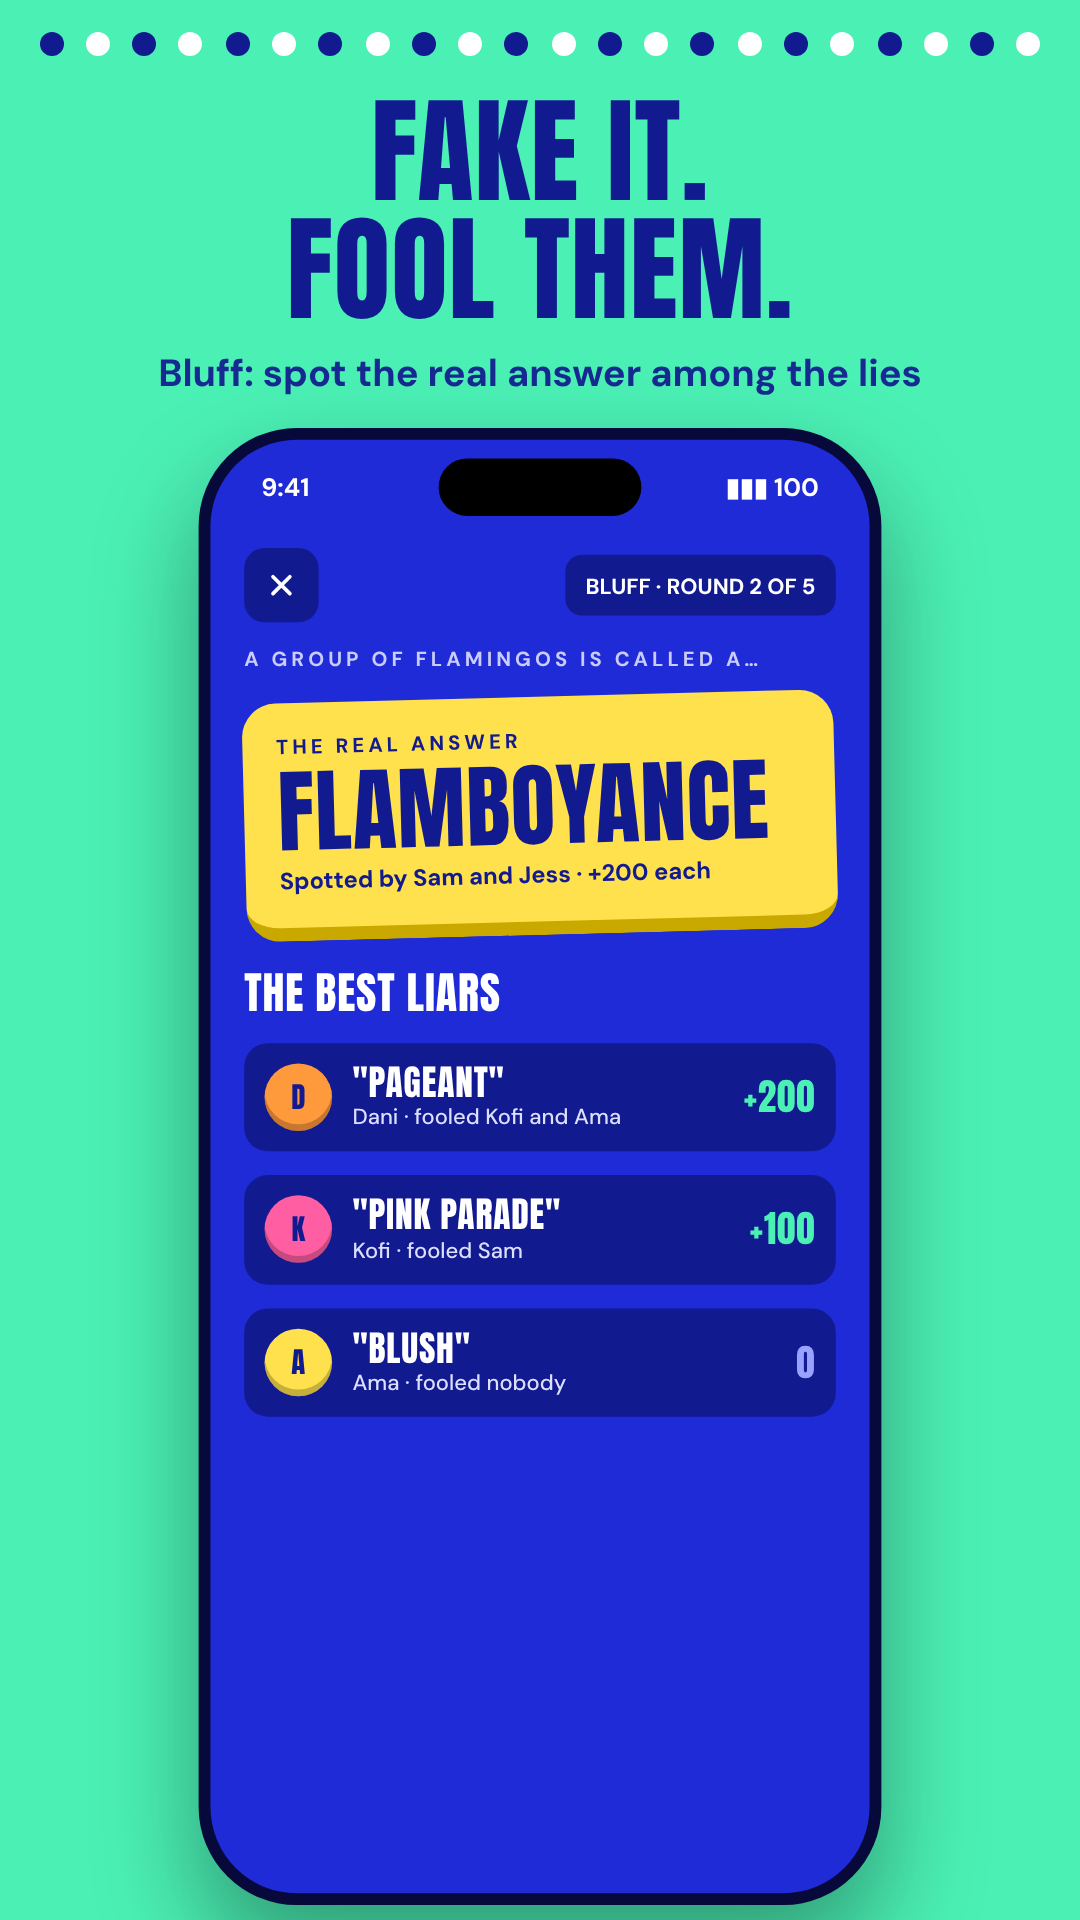 FAKE IT.
FOOL THEM.
Bluff: spot the real answer among the lies
9:41
100
BLUFF · ROUND 2 OF 5
A GROUP OF FLAMINGOS IS CALLED A…
THE REAL ANSWER
FLAMBOYANCE
Spotted by Sam and Jess · +200 each
THE BEST LIARS
D
"PAGEANT"
Dani · fooled Kofi and Ama
+200
K
"PINK PARADE"
Kofi · fooled Sam
+100
A
"BLUSH"
Ama · fooled nobody
0